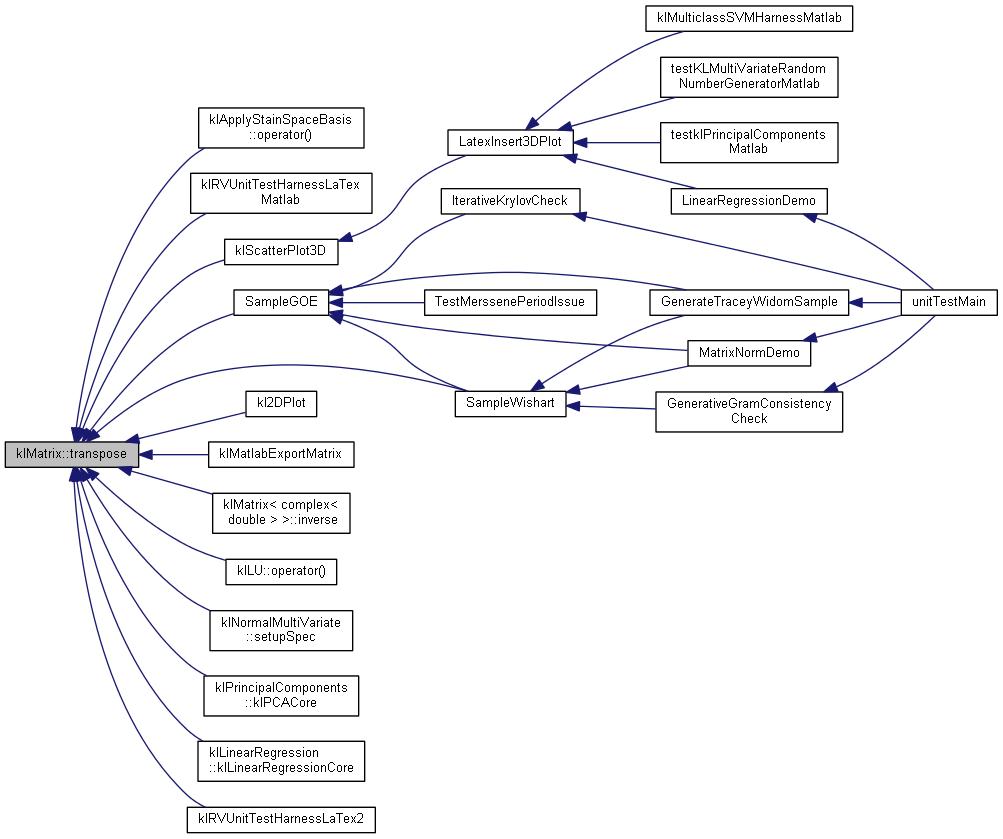 klMulticlassSVMHarnessMatlab
testKLMultiVariateRandom
NumberGeneratorMatlab
klApplyStainSpaceBasis
::operator()
LatexInsert3DPlot
testklPrincipalComponents
Matlab
klRVUnitTestHarnessLaTex
Matlab
IterativeKrylovCheck
LinearRegressionDemo
klScatterPlot3D
SampleGOE
TestMerssenePeriodIssue
GenerateTraceyWidomSample
unitTestMain
MatrixNormDemo
kl2DPlot
SampleWishart
GenerativeGramConsistency
Check
klMatrix::transpose
klMatlabExportMatrix
klMatrix< complex<
double > >::inverse
klLU::operator()
klNormalMultiVariate
::setupSpec
klPrincipalComponents
::klPCACore
klLinearRegression
::klLinearRegressionCore
klRVUnitTestHarnessLaTex2